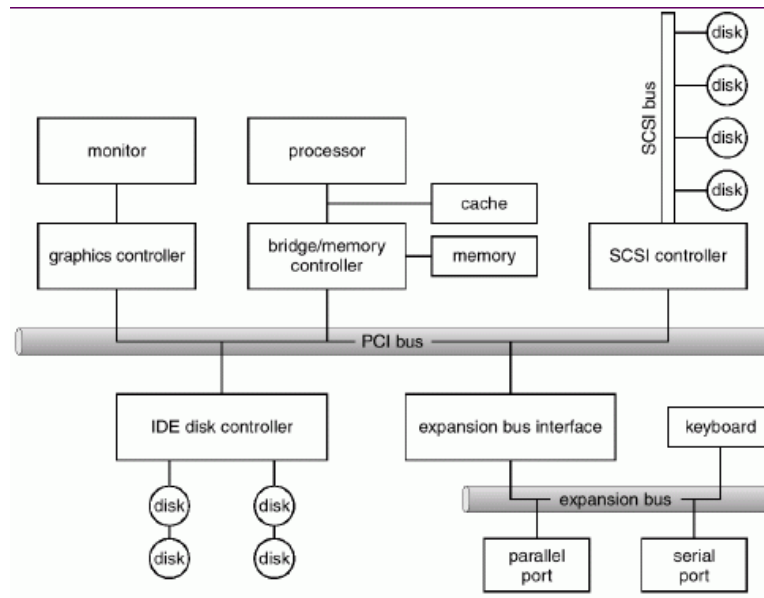 disk
disk
SCSI bus
disk
disk
monitor
processor
cache
graphics controller
bridge/memory
controller
memory
SCSI controller
PCI bus
IDE disk controller
expansion bus interface
keyboard
disk
disk
expansion bus
disk
disk
parallel
port
serial
port